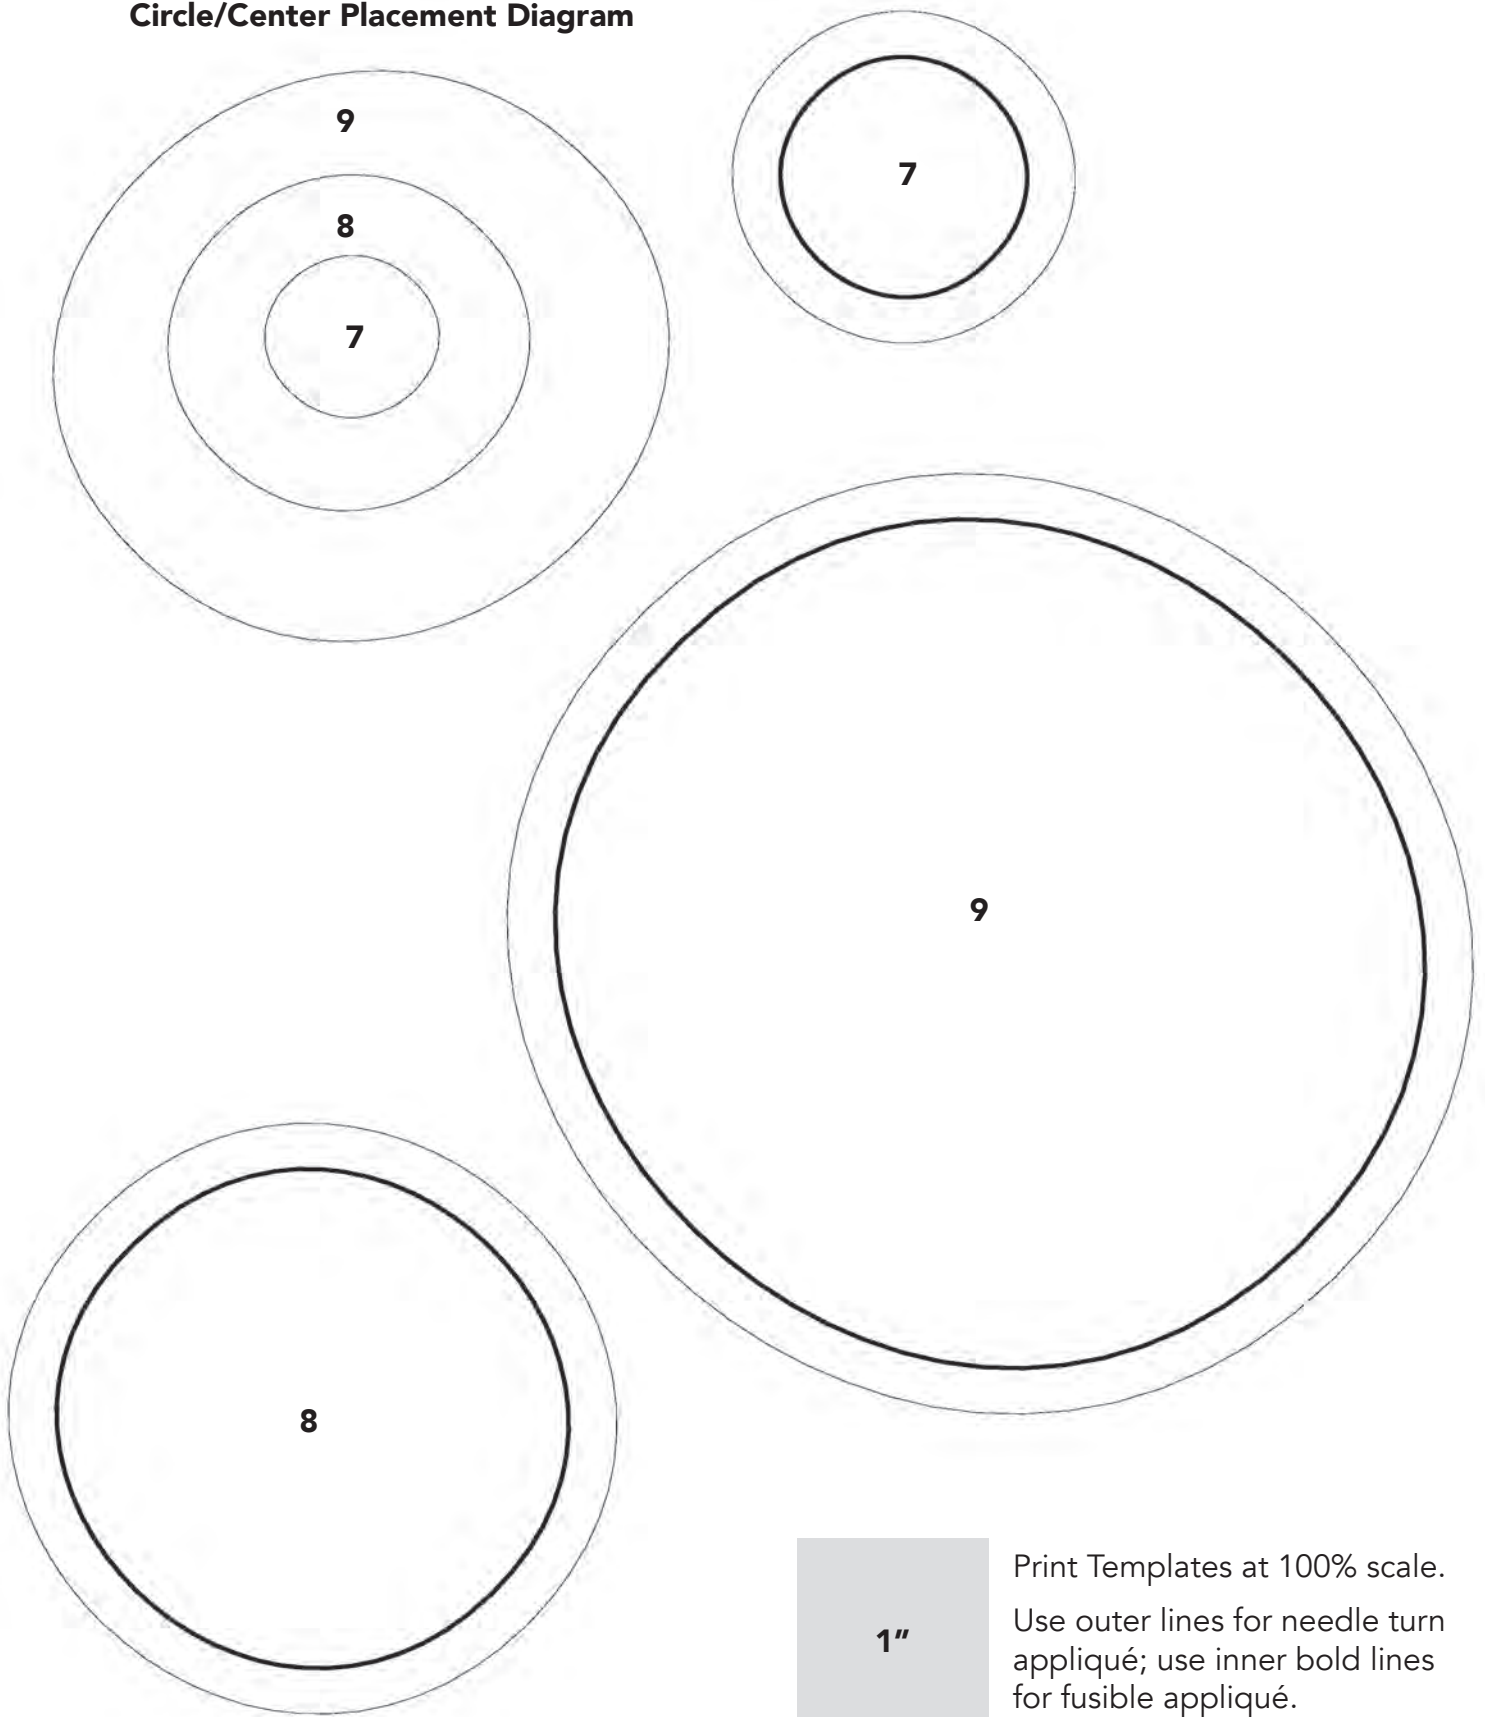 Circle/Center Placement Diagram
9
8
7
7
9
8
1″
Print Templates at 100% scale.
Use outer lines for needle turn
appliqué; use inner bold lines
for fusible appliqué.